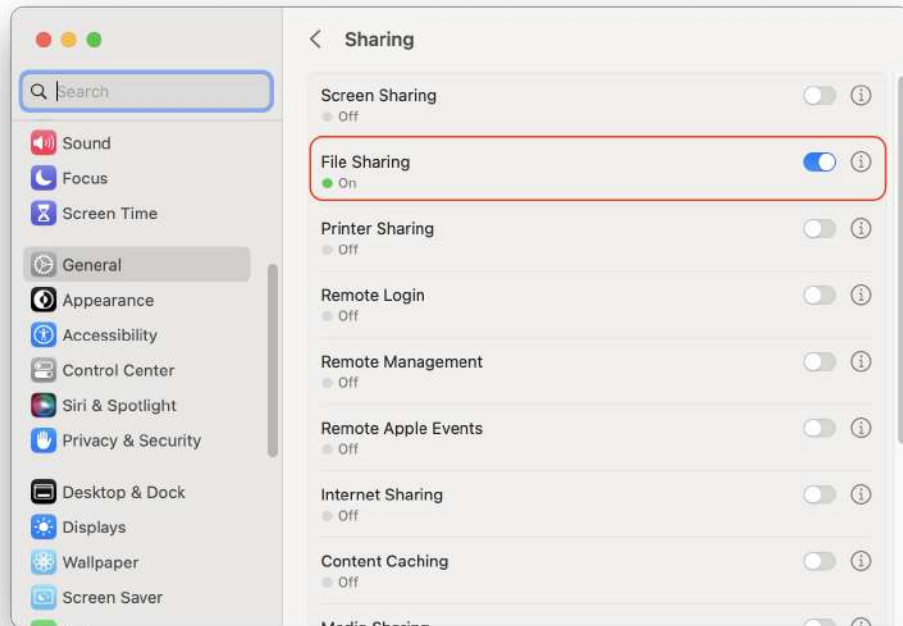 Search
Sound
Focus
Screen Time
General
Appearance
Accessibility
Control Center
Siri & Spotlight
Privacy & Security
Desktop & Dock
Displays
Wallpaper
Screen Saver
Sharing
Screen Sharing
Off
File Sharing
On
Printer Sharing
Off
Remote Login
Off
Remote Management
Off
Remote Apple Events
Off
Internet Sharing
Off
Content Caching
Off
Media Sharing